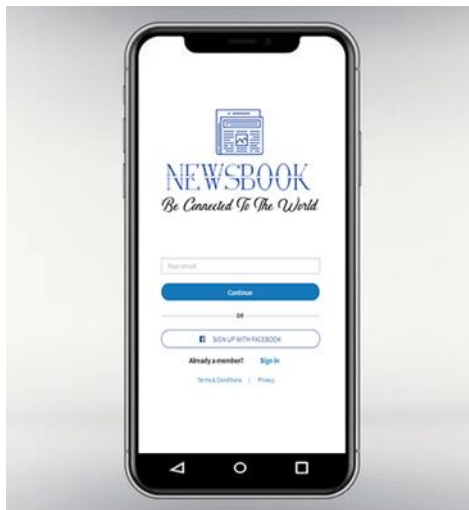 NEWSBOOK
Be Connected To The World
Your email
Continue
OR
SIGN UP WITH FACEBOOK
Already a member? Sign in
Terms & Conditions | Privacy